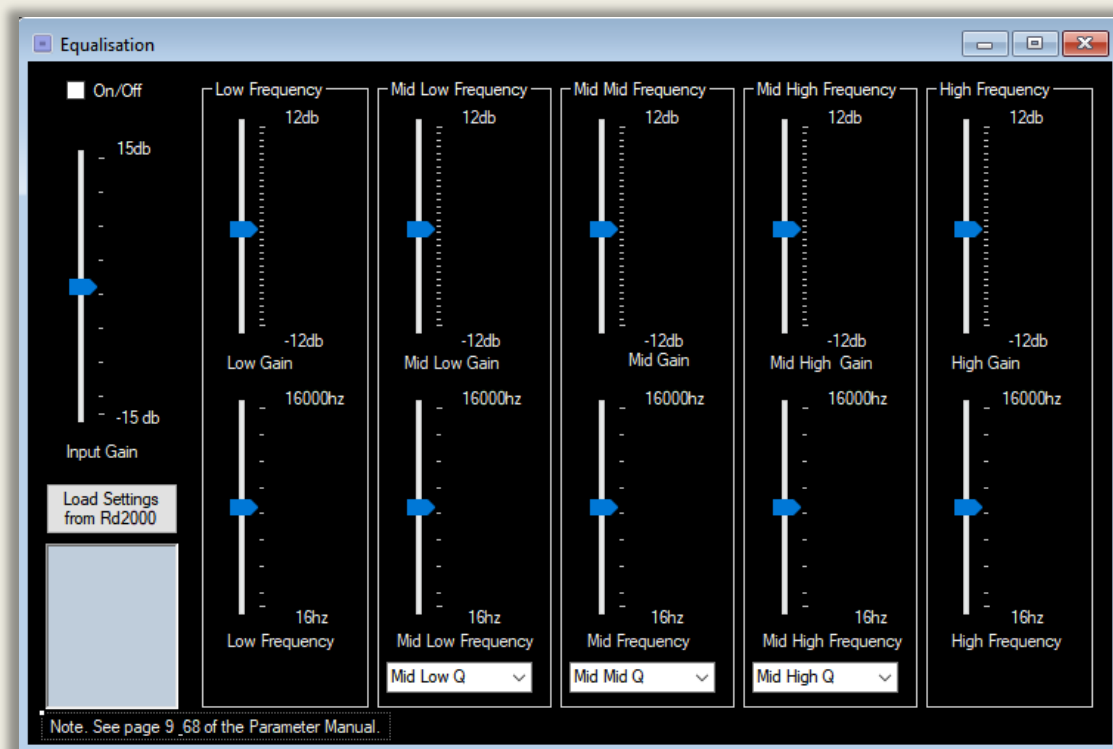 Equalisation
On/Off
15db
-15 db
Input Gain
Load Settings
from Rd2000
Low Frequency
12db
-12db
Low Gain
16000hz
16hz
Low Frequency
Mid Low Frequency
12db
-12db
Mid Low Gain
16000hz
16hz
Mid Low Frequency
Mid Low Q
Mid Mid Frequency
12db
-12db
Mid Gain
16000hz
16hz
Mid Frequency
Mid Mid Q
Mid High Frequency
12db
-12db
Mid High  Gain
16000hz
16hz
Mid High Frequency
Mid High Q
High Frequency
12db
-12db
High Gain
16000hz
16hz
High Frequency
Note. See page 9 _68 of the Parameter Manual.